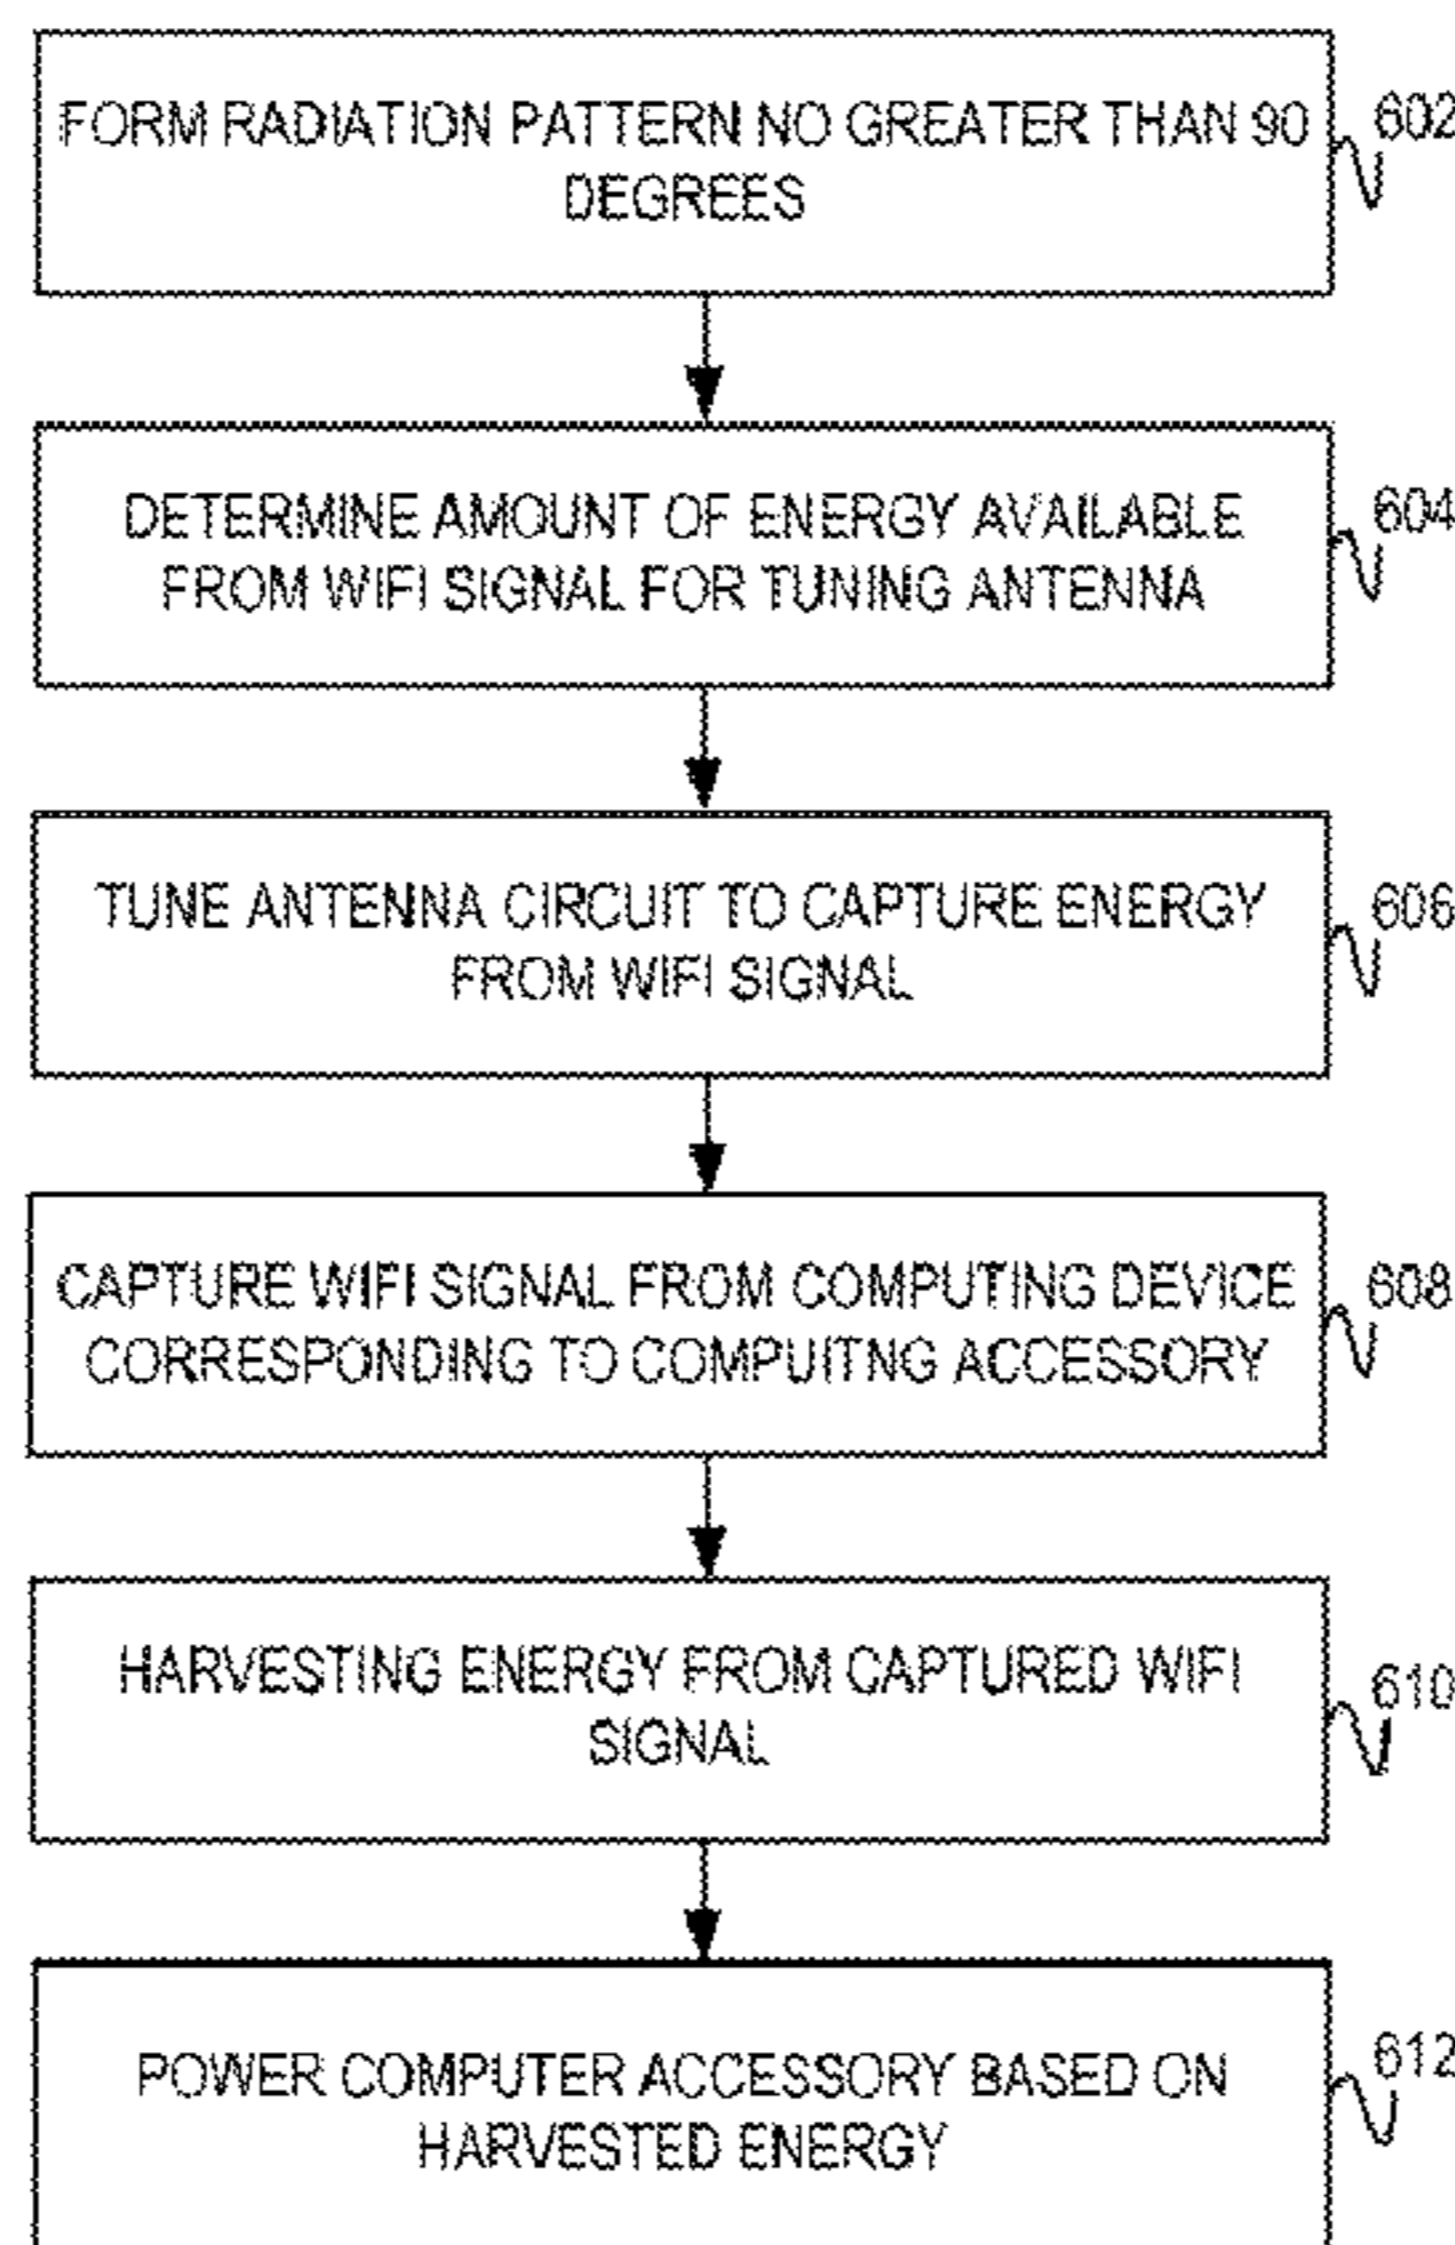 FORM RADIATION PATTERN NO GREATER THAN 90
DEGREES
602
DETERMINE AMOUNT OF ENERGY AVAILABLE
FROM WIFI SIGNAL FOR TUNING ANTENNA
604
TUNE ANTENNA CIRCUIT TO CAPTURE ENERGY
FROM WIFI SIGNAL
606
CAPTURE WIFI SIGNAL FROM COMPUTING DEVICE
CORRESPONDING TO COMPUITNG ACCESSORY
608
HARVESTING ENERGY FROM CAPTURED WIFI
SIGNAL
610
POWER COMPUTER ACCESSORY BASED ON
HARVESTED ENERGY
612